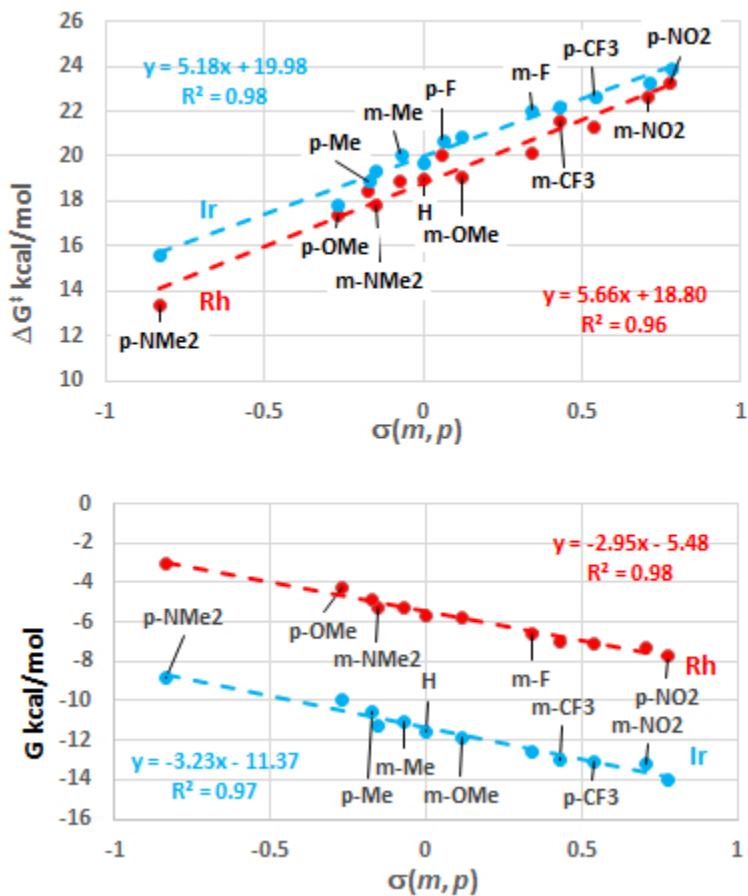 26
24
22
20
18
16
14
12
10
ΔG‡ kcal/mol
y = 5.18x + 19.98
R² = 0.98
p-CF3
p-NO2
m-F
p-F
m-Me
p-Me
m-NO2
m-CF3
H
m-OMe
Ir
p-OMe
m-NMe2
Rh
p-NMe2
y = 5.66x + 18.80
R² = 0.96
-1
-0.5
0
0.5
1
σ(m,p)
0
-2
-4
-6
-8
-10
-12
-14
-16
G kcal/mol
y = -2.95x - 5.48
R² = 0.98
p-NMe2
p-OMe
m-NMe2
H
m-F
Rh
p-NO2
m-CF3
m-NO2
y = -3.23x - 11.37
R² = 0.97
m-Me
p-Me
m-OMe
p-CF3
Ir
-1
-0.5
0
0.5
1
σ(m,p)